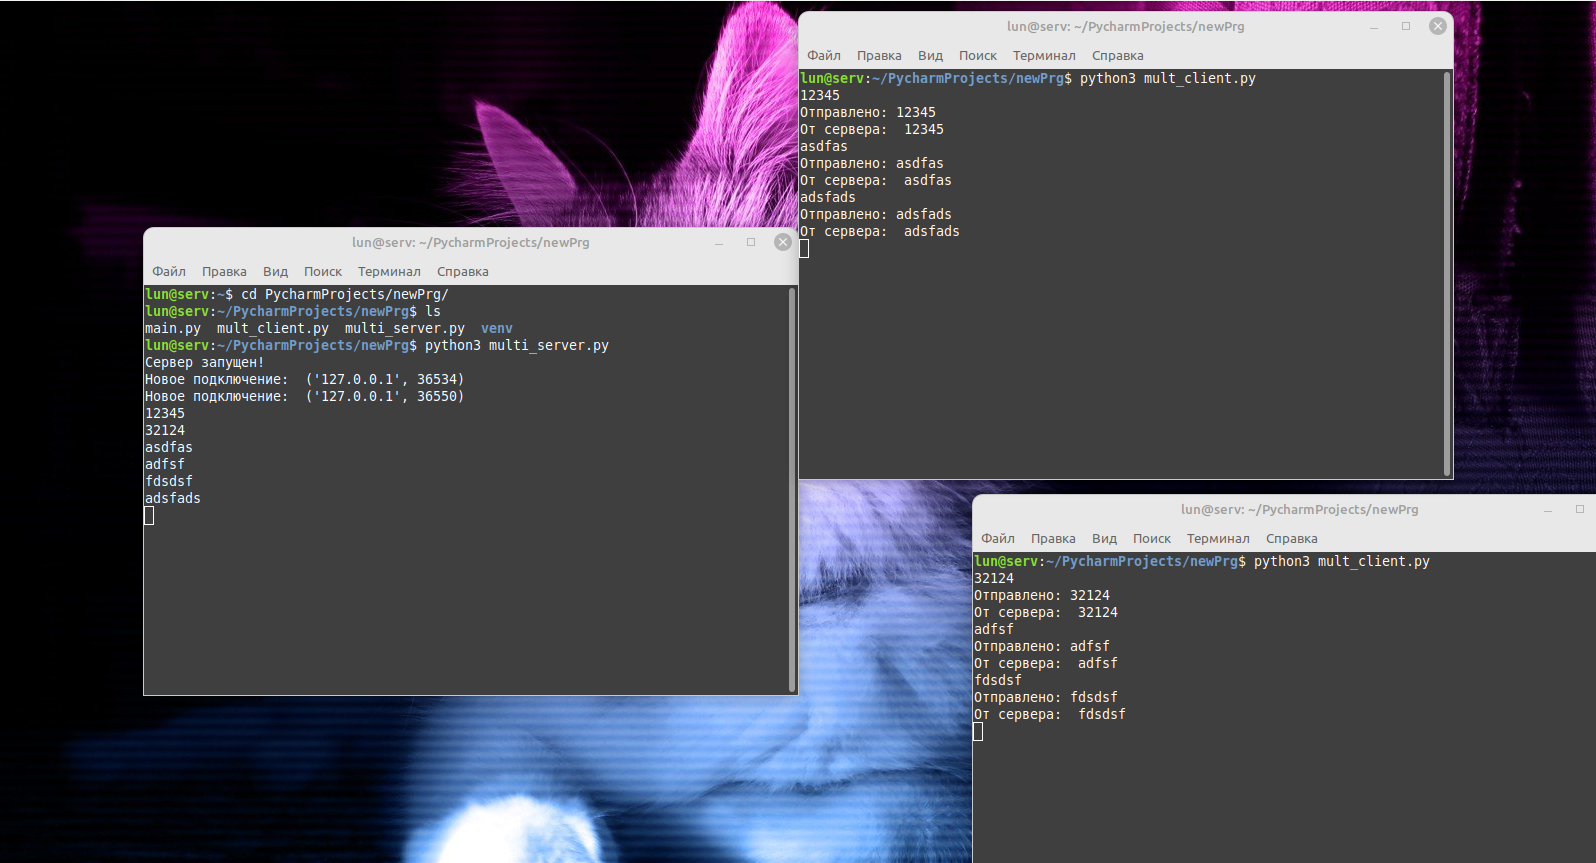 lun@serv: ~/PycharmProjects/newPrg
Файл Правка Вид Поиск Терминал Справка
lun@serv:~$ cd PycharmProjects/newPrg/
lun@serv:~/PycharmProjects/newPrg$ ls
main.py  mult_client.py  multi_server.py  venv
lun@serv:~/PycharmProjects/newPrg$ python3 multi_server.py
Сервер запущен!
Новое подключение:  ('127.0.0.1', 36534)
Новое подключение:  ('127.0.0.1', 36550)
12345
32124
asdfas
adfsf
fdsdsf
adsfads
lun@serv: ~/PycharmProjects/newPrg
Файл Правка Вид Поиск Терминал Справка
lun@serv:~/PycharmProjects/newPrg$ python3 mult_client.py
12345
Отправлено: 12345
От сервера:  12345
asdfas
Отправлено: asdfas
От сервера:  asdfas
adsfads
Отправлено: adsfads
От сервера:  adsfads
lun@serv: ~/PycharmProjects/newPrg
Файл Правка Вид Поиск Терминал Справка
lun@serv:~/PycharmProjects/newPrg$ python3 mult_client.py
32124
Отправлено: 32124
От сервера:  32124
adfsf
Отправлено: adfsf
От сервера:  adfsf
fdsdsf
Отправлено: fdsdsf
От сервера:  fdsdsf